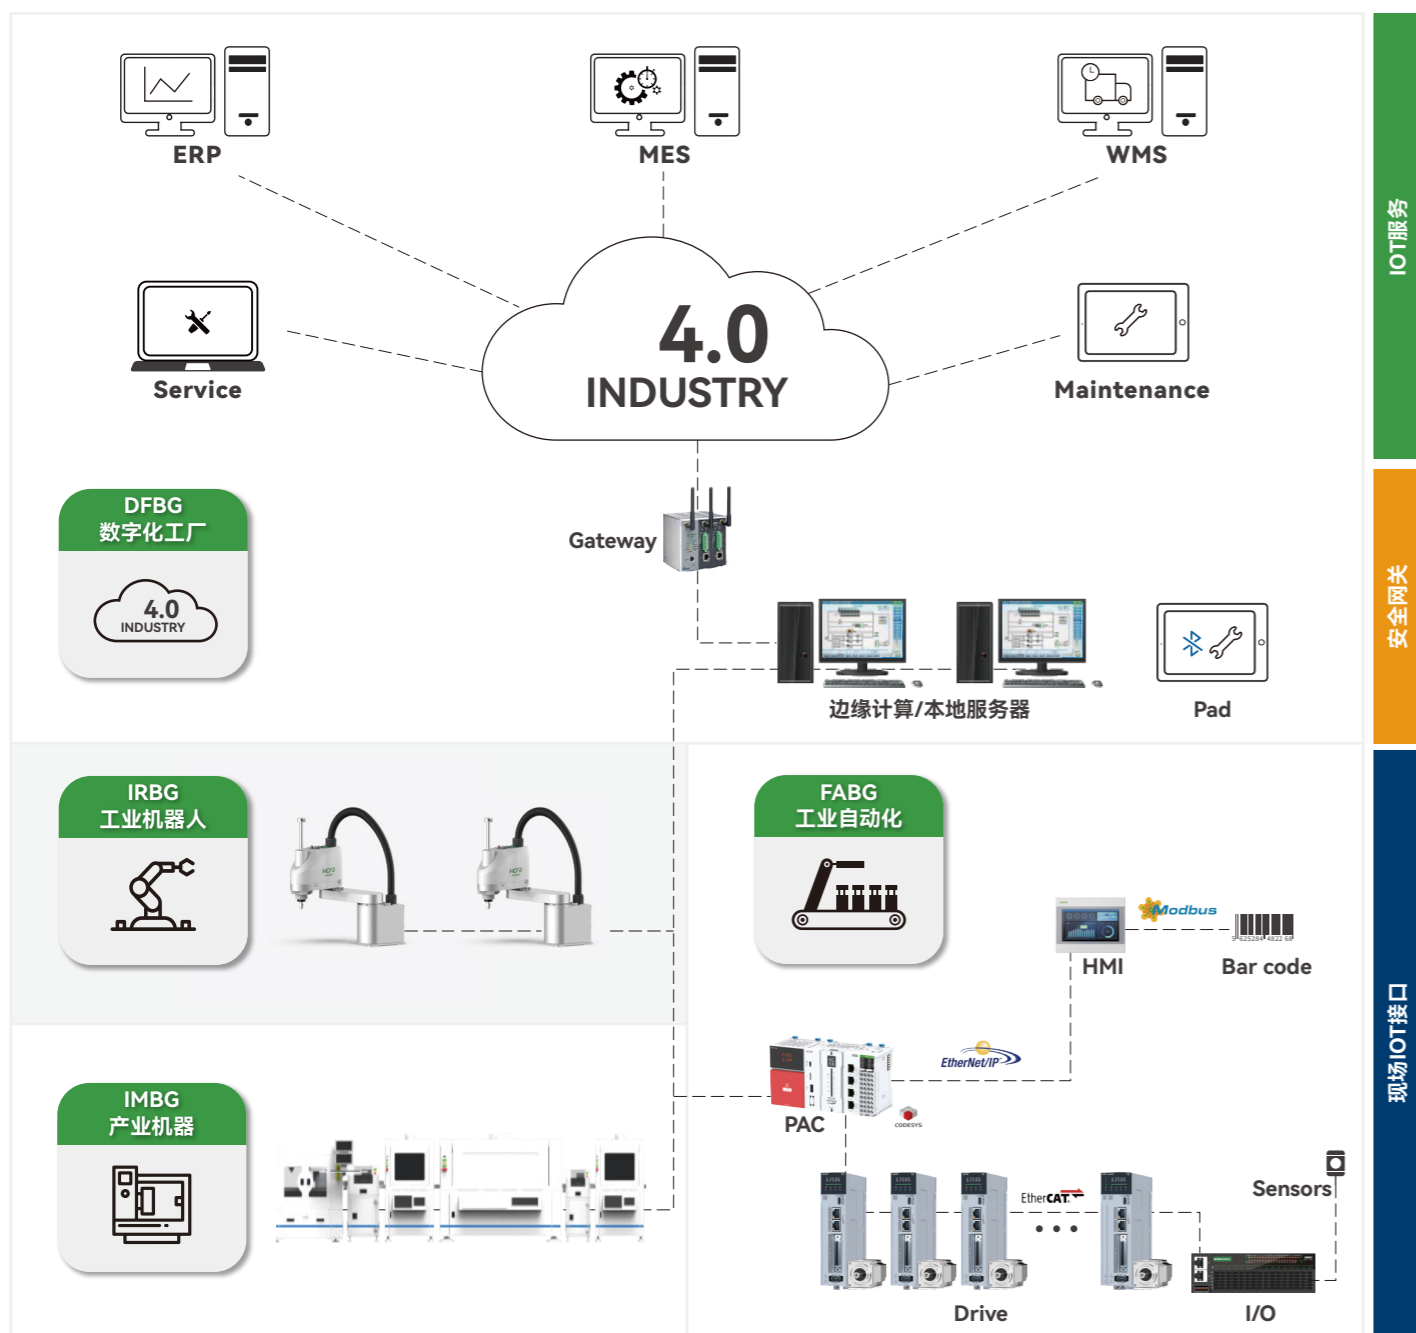 ERP
MES
WMS
IOT服务
4.0
INDUSTRY
Service
Maintenance
DFBG
数字化工厂
4.0
INDUSTRY
Gateway
安全网关
边缘计算/本地服务器
Pad
IRBG
工业机器人
HCFA
HCFA
FABG
工业自动化
Modbus
HMI
Bar code
现场IOT接口
EtherNet/IP
PAC
CODESYS
IMBG
产业机器
EtherCAT
Sensors
Drive
I/O